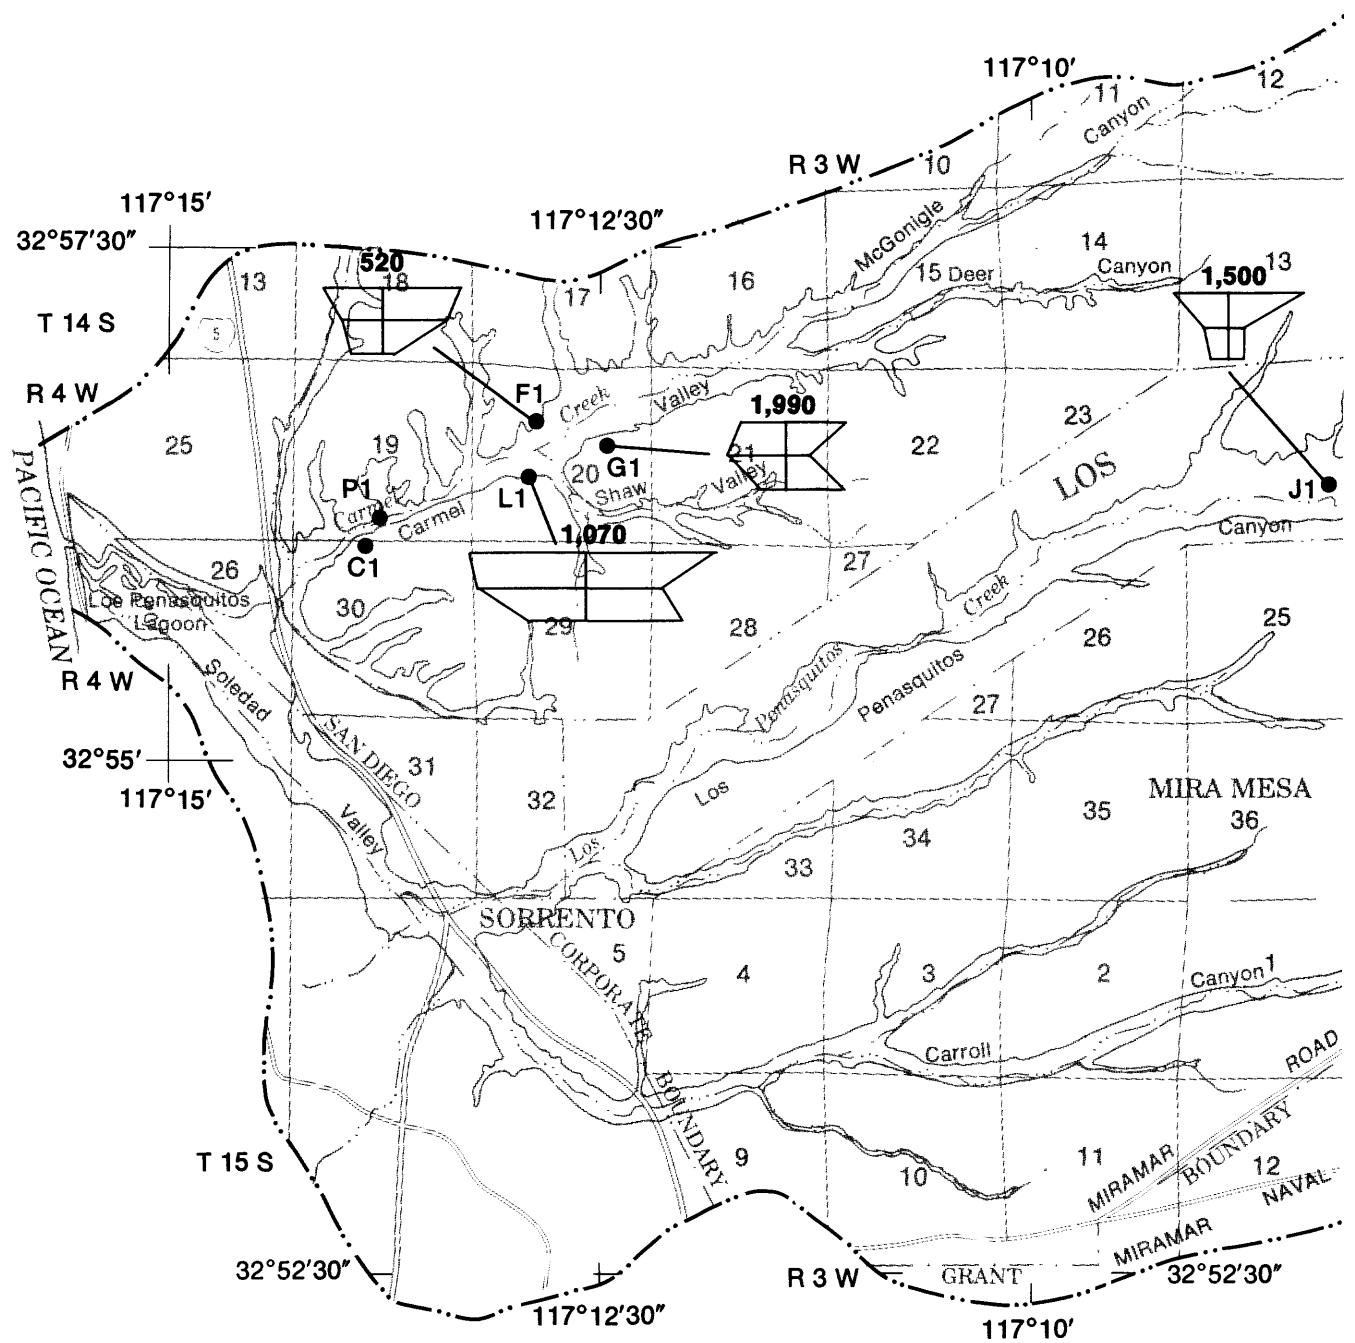 117°10′
12
11
Canyon
R 3 W
10
117°15′
117°12′30″
32°57′30″
McGonigle
14
520
13
18
17
16
15 Deer
Canyon
1,500
13
T 14 S
5
R 4 W
F1
Creek
Valley
1,990
23
25
19
20
G1
21
22
LOS
P1
L1
Shaw
Valley
J1
Carmel
Carmel
1,070
Canyon
PACIFIC OCEAN
C1
26
27
Los Penasquitos
Lagoon
30
29
28
Creek
26
25
R 4 W
Soledad
Penasquitos
Penasquitos
27
32°55′
SAN DIEGO
31
117°15′
32
Los
MIRA MESA
Valley
35
36
34
Los
33
SORRENTO
CORPORATE
5
4
3
2
Canyon
1
Carroll
ROAD
BOUNDARY
BOUNDARY
T 15 S
9
10
11
MIRAMAR
12
NAVAL
MIRAMAR
32°52′30″
R 3 W
GRANT
32°52′30″
117°12′30″
117°10′